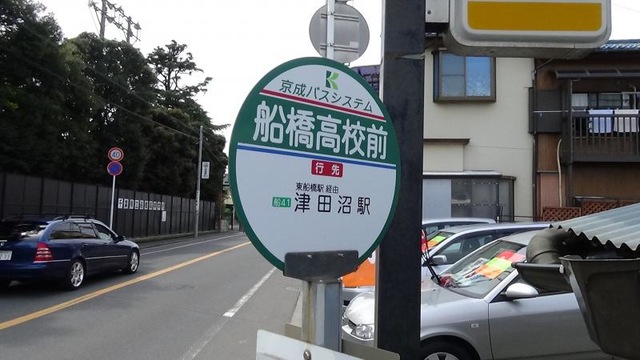 京成バスシステム
船橋高校前
行先
東船橋駅 経由
船41 津田沼駅
40